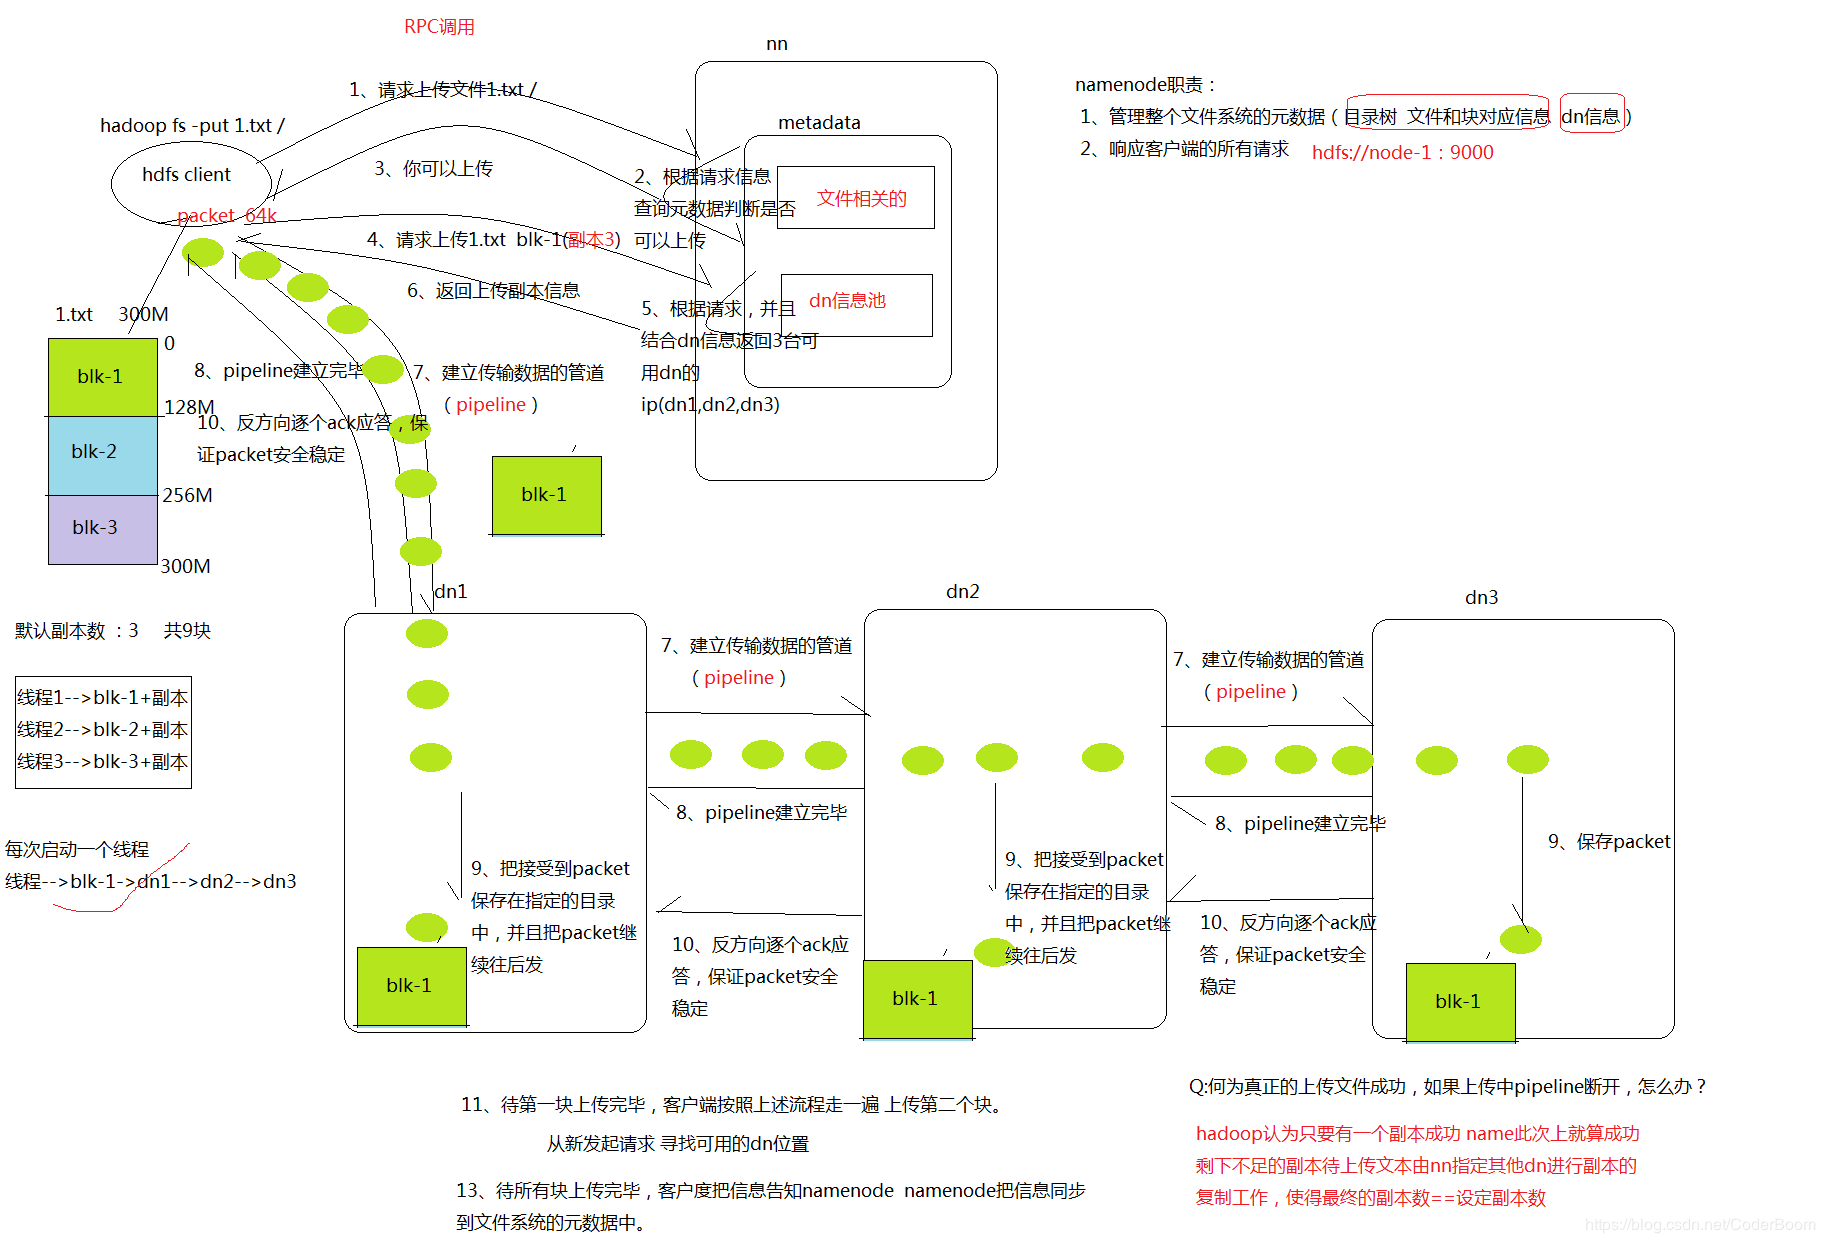 RPC调用
nn
1、请求上传文件1.txt /
hadoop fs -put 1.txt /
hdfs client
packet  64k
3、你可以上传
metadata
2、根据请求信息
查询元数据判断是否
可以上传
文件相关的
4、请求上传1.txt  blk-1(副本3)
6、返回上传副本信息
5、根据请求，并且
结合dn信息返回3台可
用dn的
ip(dn1,dn2,dn3)
dn信息池
namenode职责：
1、管理整个文件系统的元数据（目录树  文件和块对应信息  dn信息）
2、响应客户端的所有请求    hdfs://node-1：9000
1.txt     300M
0
blk-1
128M
blk-2
256M
blk-3
300M
8、pipeline建立完毕
7、建立传输数据的管道
（pipeline）
10、反方向逐个ack应答，保
证packet安全稳定
blk-1
默认副本数 ：3     共9块
线程1-->blk-1+副本
线程2-->blk-2+副本
线程3-->blk-3+副本
每次启动一个线程
线程-->blk-1->dn1-->dn2-->dn3
dn1
9、把接受到packet
保存在指定的目录
中，并且把packet继
续往后发
blk-1
7、建立传输数据的管道
（pipeline）
8、pipeline建立完毕
10、反方向逐个ack应
答，保证packet安全
稳定
dn2
9、把接受到packet
保存在指定的目录
中，并且把packet继
续往后发
blk-1
7、建立传输数据的管道
（pipeline）
8、pipeline建立完毕
10、反方向逐个ack应
答，保证packet安全
稳定
dn3
9、保存packet
blk-1
11、待第一块上传完毕，客户端按照上述流程走一遍 上传第二个块。
从新发起请求 寻找可用的dn位置
13、待所有块上传完毕，客户度把信息告知namenode  namenode把信息同步
到文件系统的元数据中。
Q:何为真正的上传文件成功，如果上传中pipeline断开，怎么办？
hadoop认为只要有一个副本成功 name此次上就算成功
剩下不足的副本待上传文本由nn指定其他dn进行副本的
复制工作，使得最终的副本数==设定副本数
https://blog.csdn.net/CoderBoom